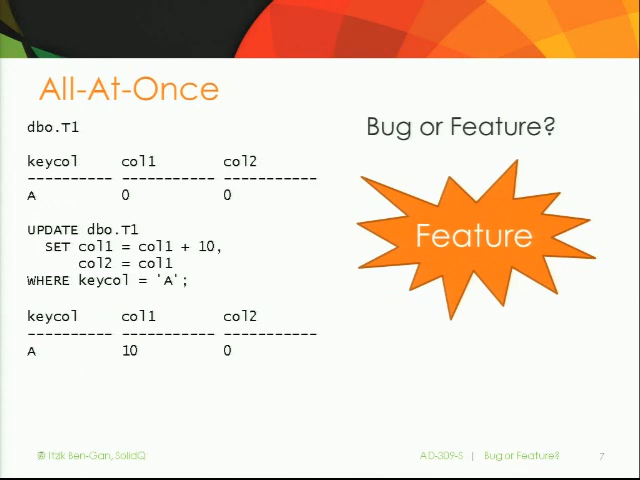 All-At-Once
dbo.T1
keycol col1 col2
---------- ----------- -----------
A 0 0
UPDATE dbo.T1
SET col1 = col1 + 10,
col2 = col1
WHERE keycol = 'A';
keycol col1 col2
---------- ----------- -----------
A 10 0
Bug or Feature?
Feature
© Itzik Ben-Gan, SolidQ
AD-309-S | Bug or Feature? 7